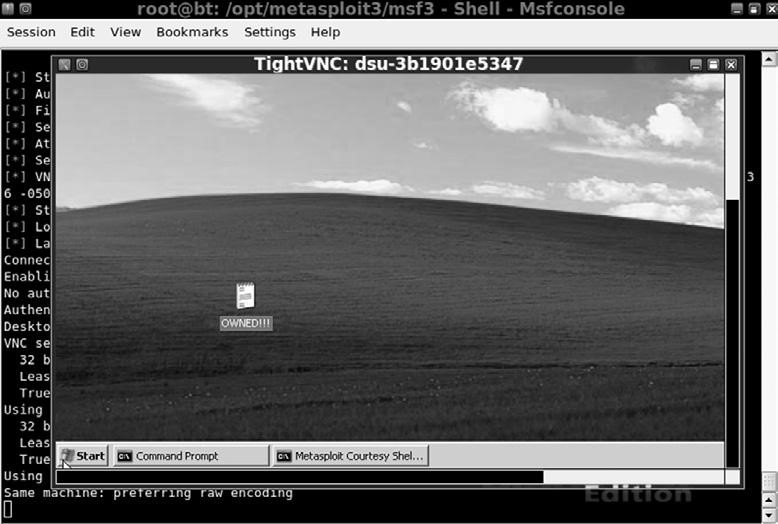 root@bt: /opt/metasploit3/msf3 - Shell - Msfconsole
Session Edit View Bookmarks Settings Help
TightVNC: dsu-3b1901e5347
[*] St
[*] Au
[*] Fi
[*] Se
[*] At
[*] Se
[*] VN 3
6 -050
[*] St
[*] Lo
[*] La
Connec
Enabli
No aut
Authen
Deskto
VNC se
32 b
Leas
True
Using
32 b
Leas
True
Using
OWNED!!!
Start Command Prompt Metasploit Courtesy Shel...
Same machine: preferring raw encoding
Edition